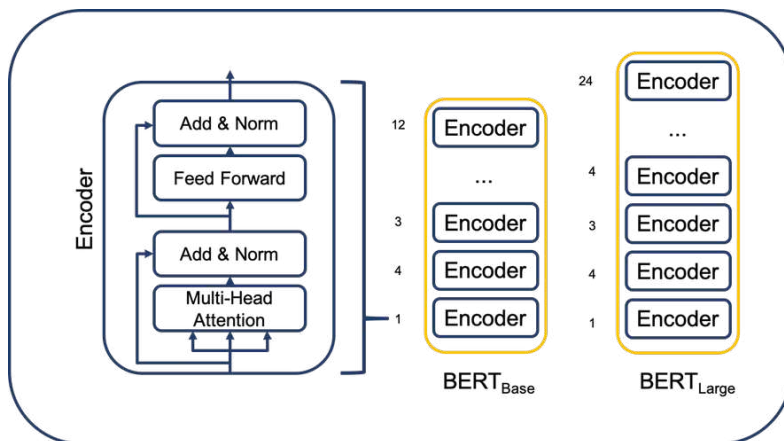 Encoder
Add & Norm
Feed Forward
Add & Norm
Multi-Head
Attention
12
Encoder
...
3
Encoder
4
Encoder
1
Encoder
BERTBase
24
Encoder
...
4
Encoder
3
Encoder
4
Encoder
1
Encoder
BERTLarge